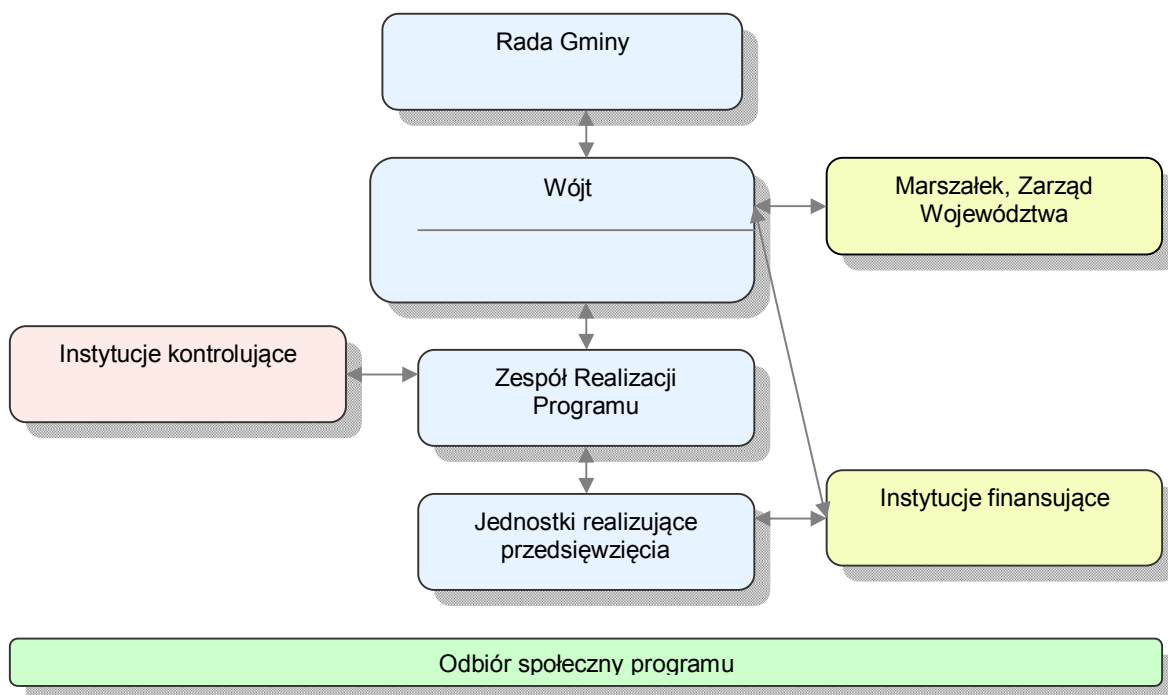 Rada Gminy
Wójt
Marszałek, Zarząd
Województwa
Instytucje kontrolujące
Zespół Realizacji
Programu
Instytucje finansujące
Jednostki realizujące
przedsięwzięcia
Odbiór społeczny programu